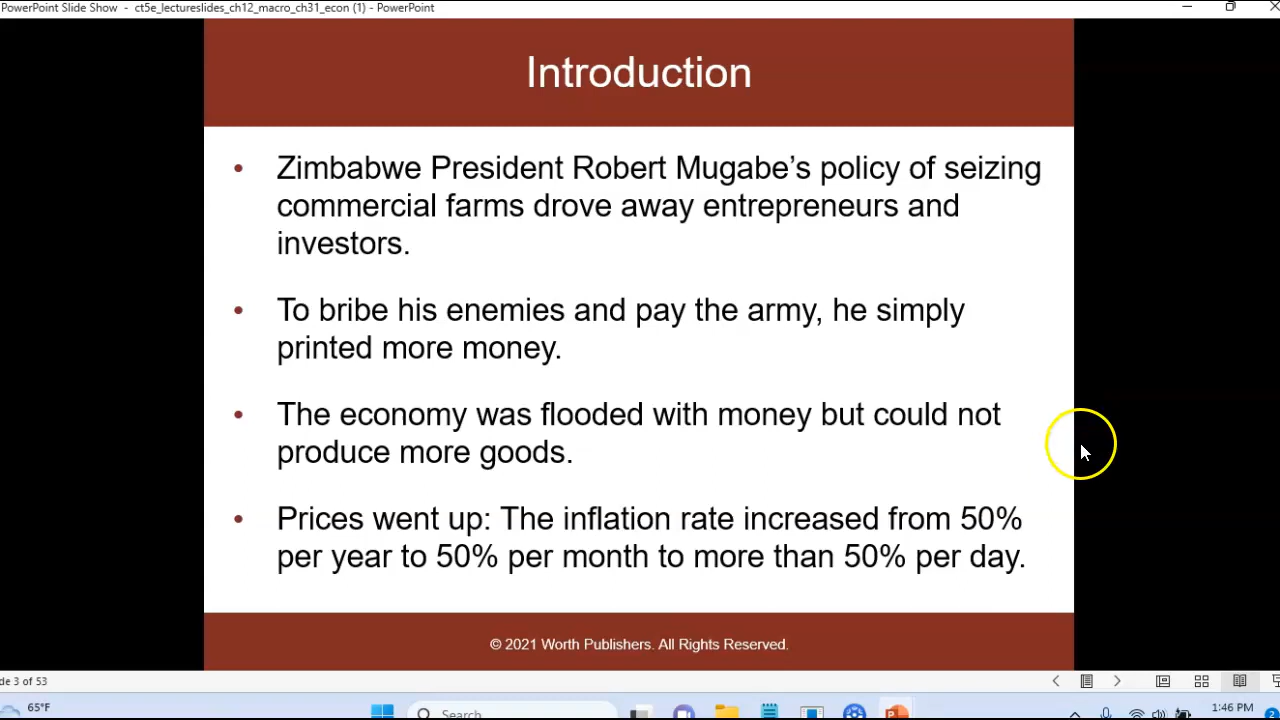 PowerPoint Slide Show - ct5e_lectureslides_ch12_macro_ch31_econ (1) - PowerPoint
Introduction
• Zimbabwe President Robert Mugabe’s policy of seizing
commercial farms drove away entrepreneurs and
investors.
• To bribe his enemies and pay the army, he simply
printed more money.
• The economy was flooded with money but could not
produce more goods.
• Prices went up: The inflation rate increased from 50%
per year to 50% per month to more than 50% per day.
© 2021 Worth Publishers. All Rights Reserved.
de 3 of 53
65°F
Search
1:46 PM
2